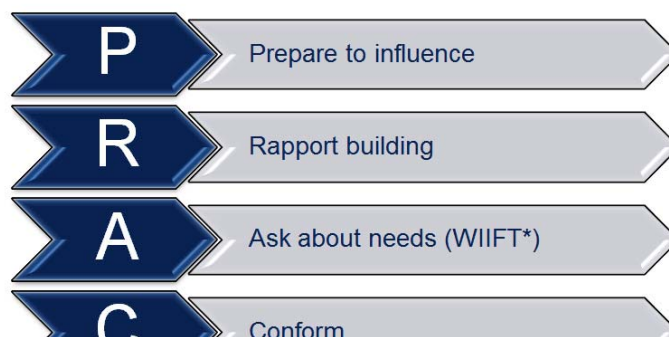 P Prepare to influence
R Rapport building
A Ask about needs (WIIFT*)
C Conform